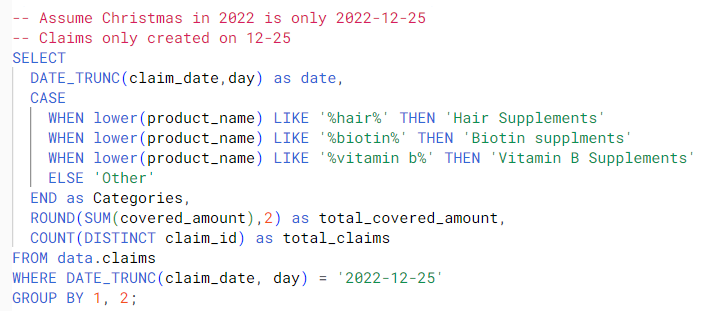 -- Assume Christmas in 2022 is only 2022-12-25
-- Claims only created on 12-25
SELECT
  DATE_TRUNC(claim_date,day) as date,
  CASE
    WHEN lower(product_name) LIKE '%hair%' THEN 'Hair Supplements'
    WHEN lower(product_name) LIKE '%biotin%' THEN 'Biotin supplments'
    WHEN lower(product_name) LIKE '%vitamin b%' THEN 'Vitamin B Supplements'
    ELSE 'Other'
  END as Categories,
  ROUND(SUM(covered_amount),2) as total_covered_amount,
  COUNT(DISTINCT claim_id) as total_claims
FROM data.claims
WHERE DATE_TRUNC(claim_date, day) = '2022-12-25'
GROUP BY 1, 2;